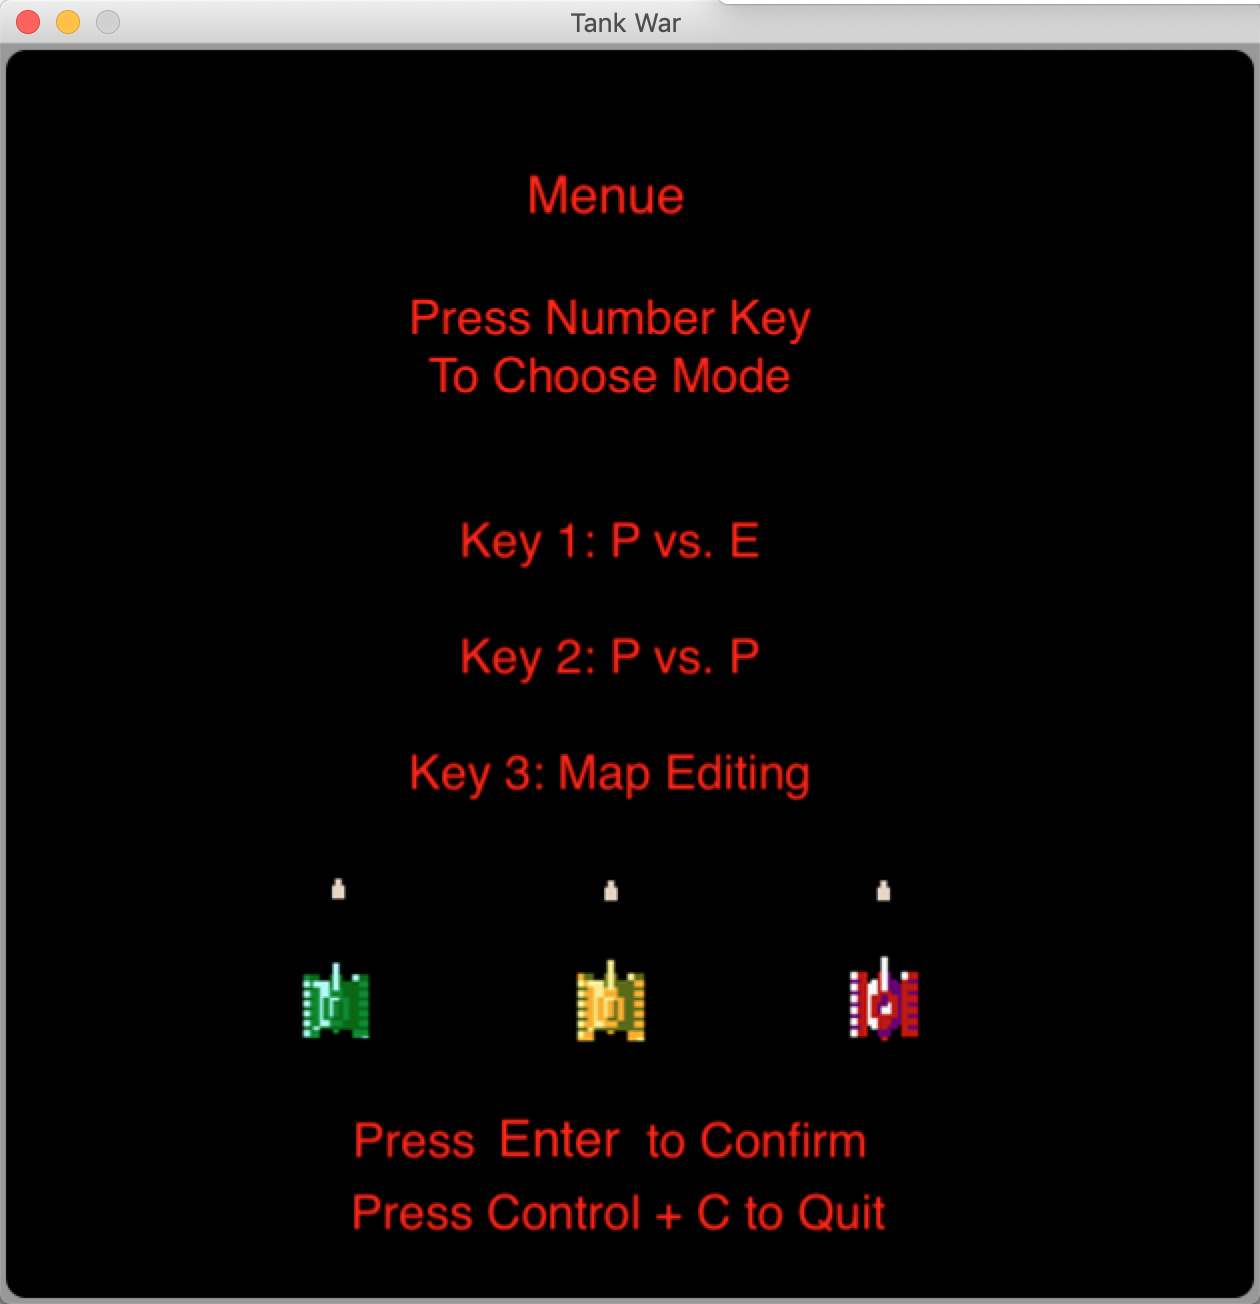 Tank War
Menue
Press Number Key
To Choose Mode
Key 1: P vs. E
Key 2: P vs. P
Key 3: Map Editing
Press Enter to Confirm
Press Control + C to Quit